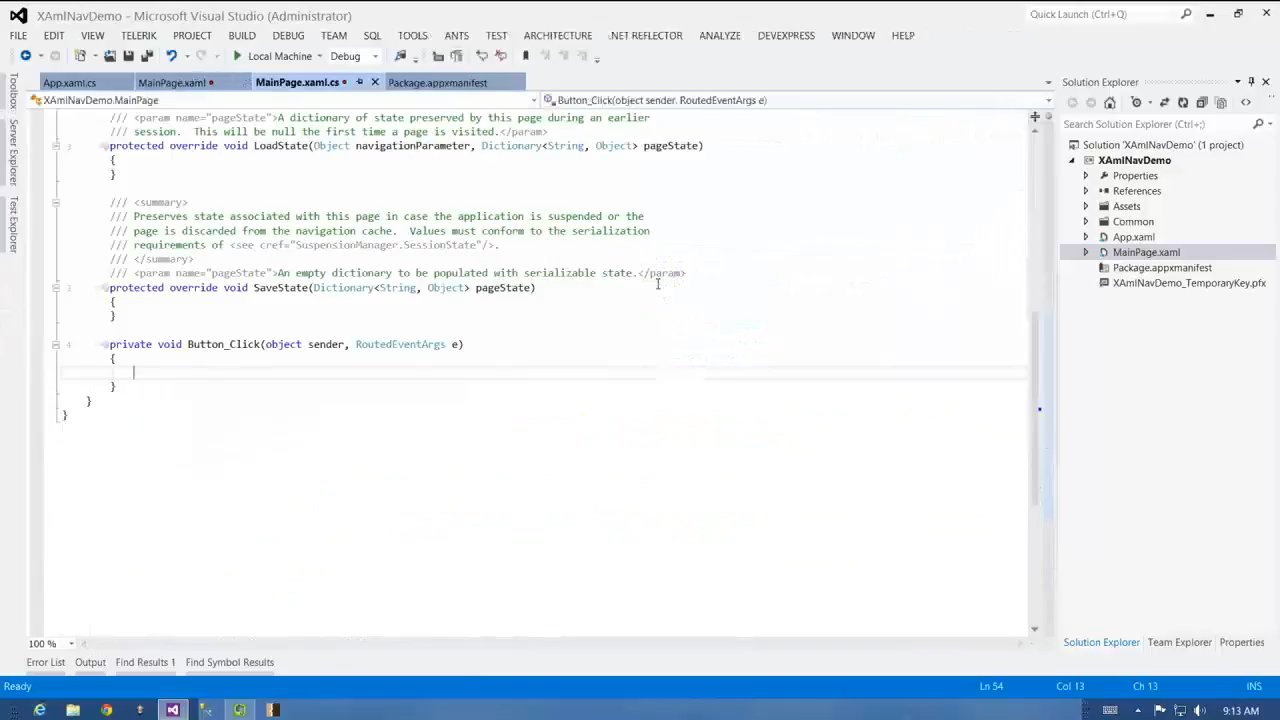 XAmlNavDemo - Microsoft Visual Studio (Administrator)
Quick Launch (Ctrl+Q)
FILE EDIT VIEW TELERIK PROJECT BUILD DEBUG TEAM SQL TOOLS ANTS TEST ARCHITECTURE .NET REFLECTOR ANALYZE DEVEXPRESS WINDOW HELP
Local Machine Debug
App.xaml.cs MainPage.xaml MainPage.xaml.cs Package.appxmanifest
XAmlNavDemo.MainPage Button_Click(object sender. RoutedEventArgs e)
/// <param name="pageState">A dictionary of state preserved by this page during an earlier
/// session. This will be null the first time a page is visited.</param>
3 protected override void LoadState(Object navigationParameter, Dictionary<String, Object> pageState)
{
}
/// <summary>
/// Preserves state associated with this page in case the application is suspended or the
/// page is discarded from the navigation cache. Values must conform to the serialization
/// requirements of <see cref="SuspensionManager.SessionState"/>.
/// </summary>
/// <param name="pageState">An empty dictionary to be populated with serializable state.</param>
protected override void SaveState(Dictionary<String, Object> pageState)
{
}
4 private void Button_Click(object sender, RoutedEventArgs e)
{
}
}
}
100 %
Error List Output Find Results 1 Find Symbol Results
Toolbox
Server Explorer
Test Explorer
Solution Explorer
Search Solution Explorer (Ctrl+;)
Solution 'XAmlNavDemo' (1 project)
XAmlNavDemo
Properties
References
Assets
Common
App.xaml
MainPage.xaml
Package.appxmanifest
XAmlNavDemo_TemporaryKey.pfx
Solution Explorer Team Explorer Properties
Ready Ln 54 Col 13 Ch 13 INS
9:13 AM